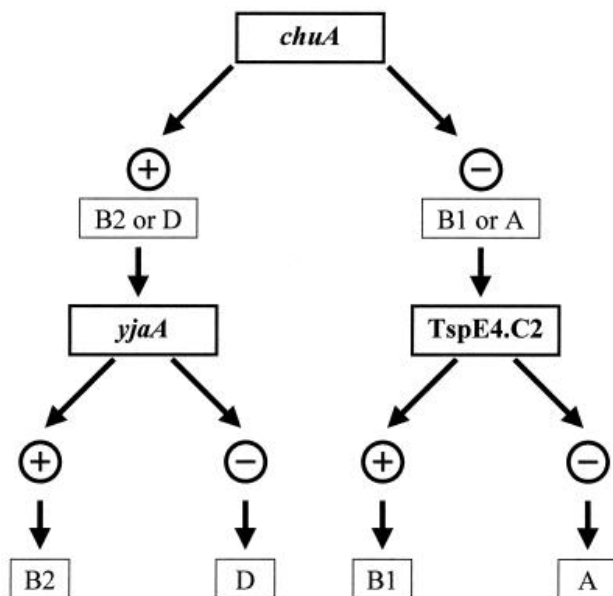 chuA
+ −
B2 or D B1 or A
yjaA TspE4.C2
+ − + −
B2 D B1 A